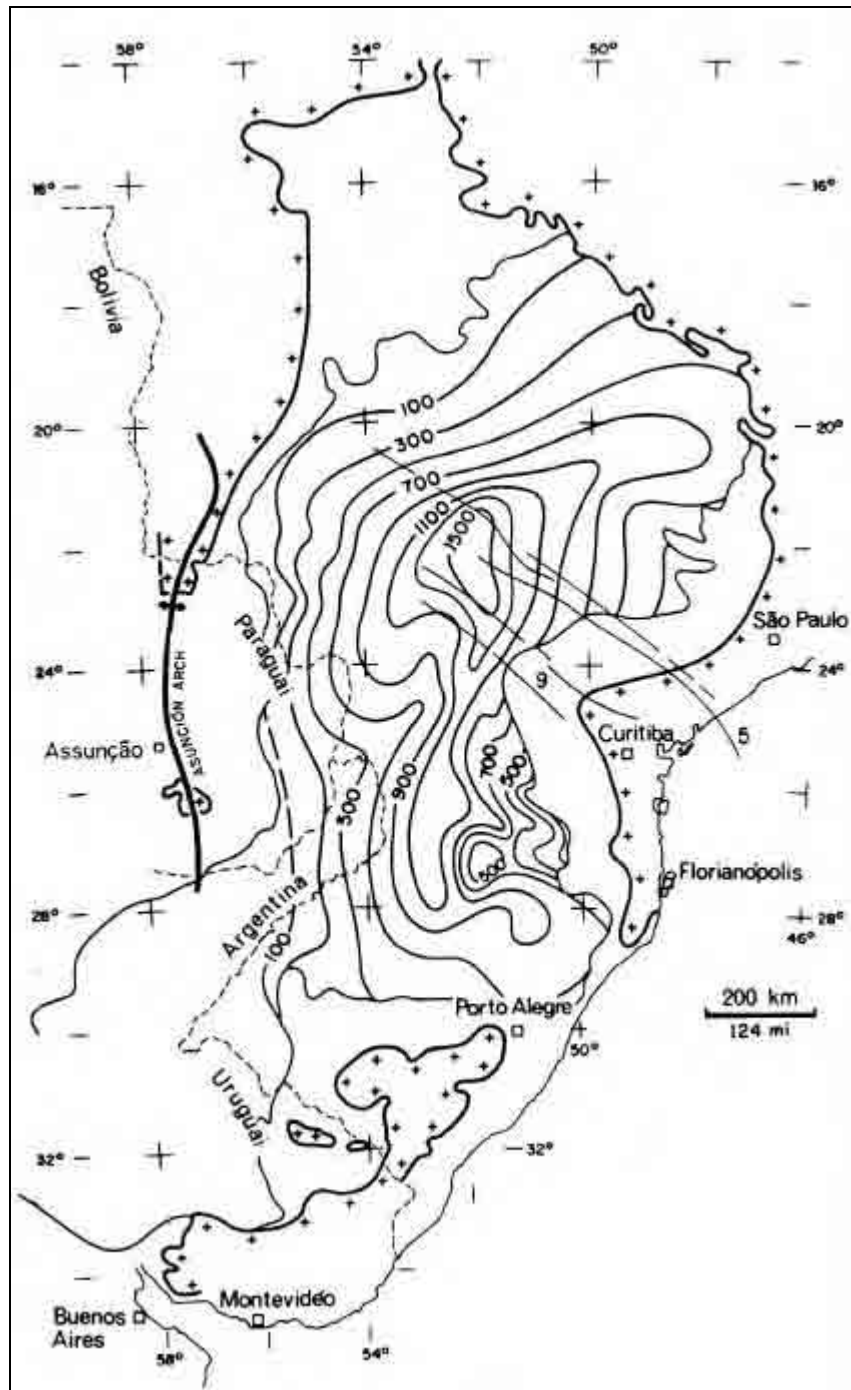 58°
54°
50°
16°
16°
Bolivia
100
20°
300
20°
700
1100
1500
Paraguai
São Paulo
24°
24°
9
ASUNCIÓN ARCH
5
Curitiba
Assunção
700
500
900
300
500
Florianópolis
28°
28°
46°
Argentina
100
200 km
124 mi
Porto Alegre
50°
Uruguai
32°
32°
Montevidéo
Buenos
Aires
58°
54°